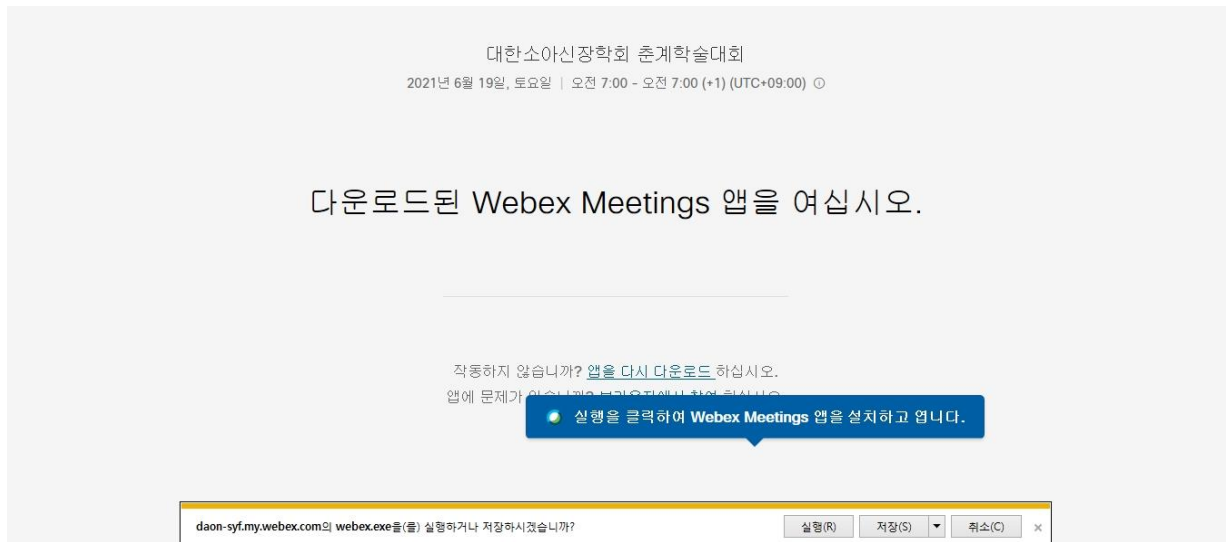 대한소아신장학회 춘계학술대회
2021년 6월 19일, 토요일 | 오전 7:00 - 오전 7:00 (+1) (UTC+09:00)
다운로드된 Webex Meetings 앱을 여십시오.
작동하지 않습니까? 앱을 다시 다운로드 하십시오.
앱에 문제가
실행을 클릭하여 Webex Meetings 앱을 설치하고 엽니다.
daon-syf.my.webex.com의 webex.exe을(를) 실행하거나 저장하시겠습니까? 실행(R) 저장(S) 취소(C)